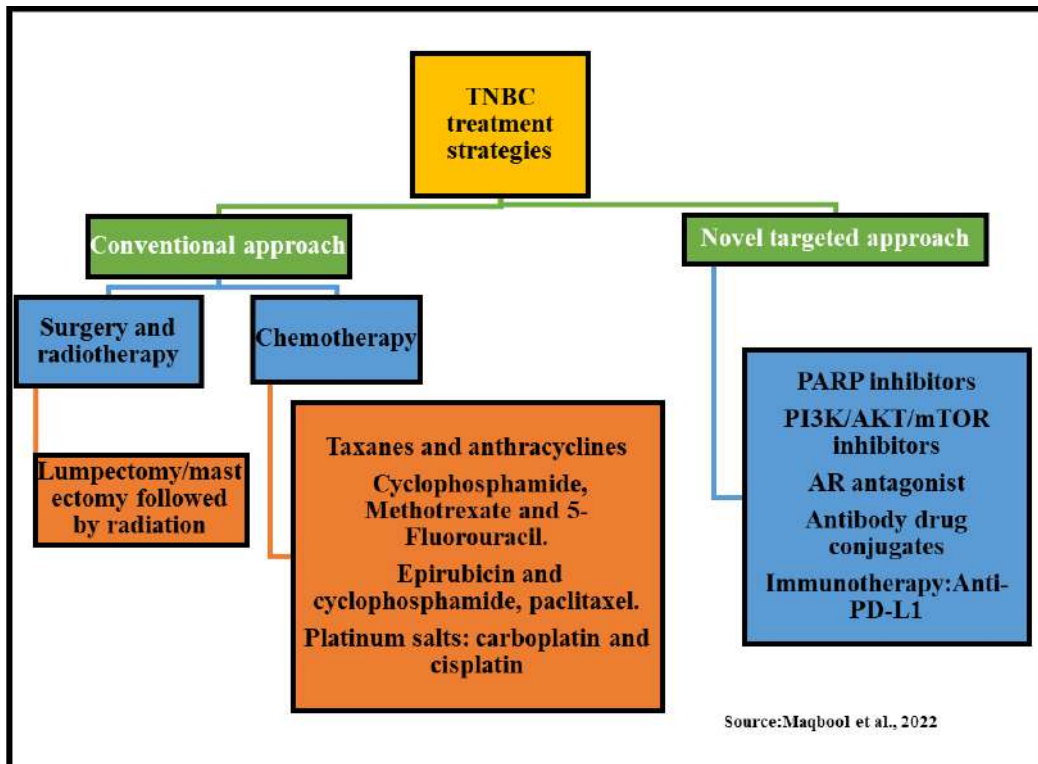 TNBC
treatment
strategies
Conventional approach
Novel targeted approach
Surgery and
radiotherapy
Chemotherapy
Lumpectomy/mast
ectomy followed
by radiation
Taxanes and anthracyclines
Cyclophosphamide,
Methotrexate and 5-
Fluorouracil.
Epirubicin and
cyclophosphamide, paclitaxel.
Platinum salts: carboplatin and
cisplatin
PARP inhibitors
PI3K/AKT/mTOR
inhibitors
AR antagonist
Antibody drug
conjugates
Immunotherapy:Anti-
PD-L1
Source:Maqbool et al., 2022